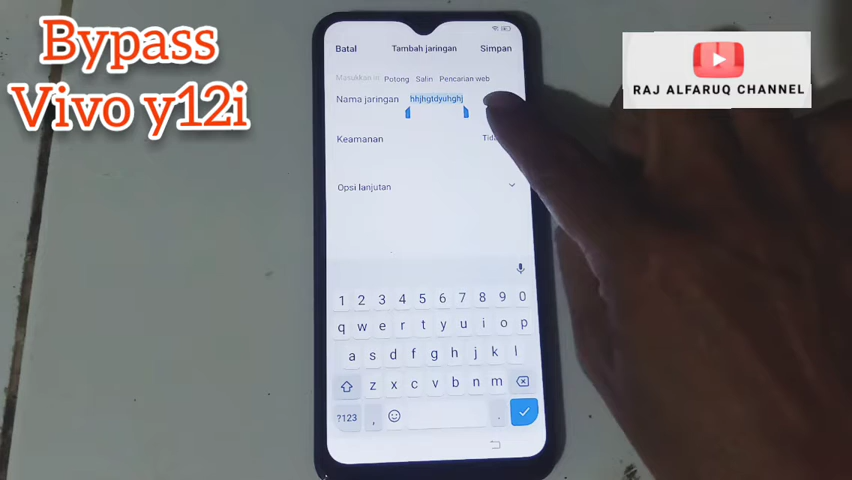 Bypass
Vivo y12i
RAJ ALFARUQ CHANNEL
Batal Tambah jaringan Simpan
Potong Salin Pencarian web
Nama jaringan hhjhgtdyuhghj
Keamanan
Opsi lanjutan
1 2 3 4 5 6 7 8 9 0
q w e r t y u i o p
a s d f g h j k l
z x c v b n m
?123 , .